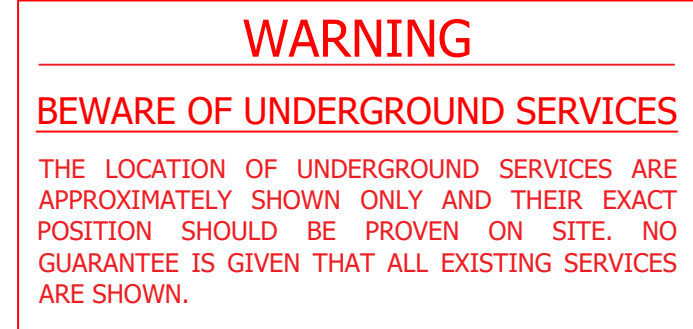 WARNING
BEWARE OF UNDERGROUND SERVICES
THE LOCATION OF UNDERGROUND SERVICES ARE
APPROXIMATELY SHOWN ONLY AND THEIR EXACT
POSITION SHOULD BE PROVEN ON SITE. NO
GUARANTEE IS GIVEN THAT ALL EXISTING SERVICES
ARE SHOWN.